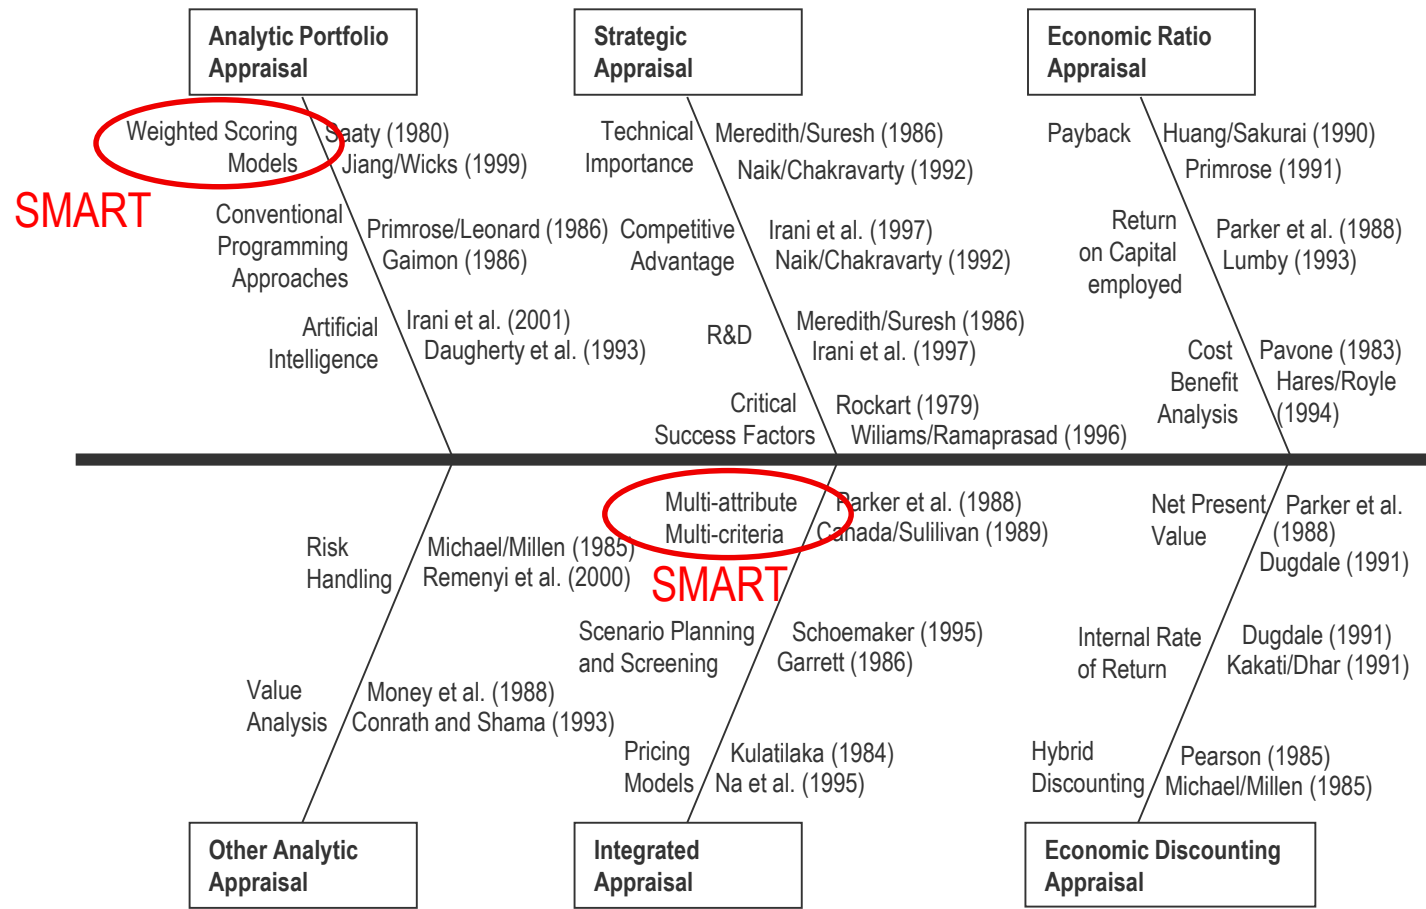 Analytic Portfolio
Appraisal
Weighted Scoring
Models
Saaty (1980)
Jiang/Wicks (1999)
SMART
Conventional
Programming
Approaches
Primrose/Leonard (1986)
Gaimon (1986)
Artificial
Intelligence
Irani et al. (2001)
Daugherty et al. (1993)
Strategic
Appraisal
Technical
Importance
Meredith/Suresh (1986)
Naik/Chakravarty (1992)
Competitive
Advantage
Irani et al. (1997)
Naik/Chakravarty (1992)
R&D
Meredith/Suresh (1986)
Irani et al. (1997)
Critical
Success Factors
Rockart (1979)
Wiliams/Ramaprasad (1996)
Economic Ratio
Appraisal
Payback
Huang/Sakurai (1990)
Primrose (1991)
Return
on Capital
employed
Parker et al. (1988)
Lumby (1993)
Cost
Benefit
Analysis
Pavone (1983)
Hares/Royle
(1994)
Risk
Handling
Michael/Millen (1985)
Remenyi et al. (2000)
Value
Analysis
Money et al. (1988)
Conrath and Shama (1993)
Other Analytic
Appraisal
Multi-attribute
Multi-criteria
Parker et al. (1988)
Canada/Sulilivan (1989)
SMART
Scenario Planning
and Screening
Schoemaker (1995)
Garrett (1986)
Pricing
Models
Kulatilaka (1984)
Na et al. (1995)
Integrated
Appraisal
Net Present
Value
Parker et al.
(1988)
Dugdale (1991)
Internal Rate
of Return
Dugdale (1991)
Kakati/Dhar (1991)
Hybrid
Discounting
Pearson (1985)
Michael/Millen (1985)
Economic Discounting
Appraisal